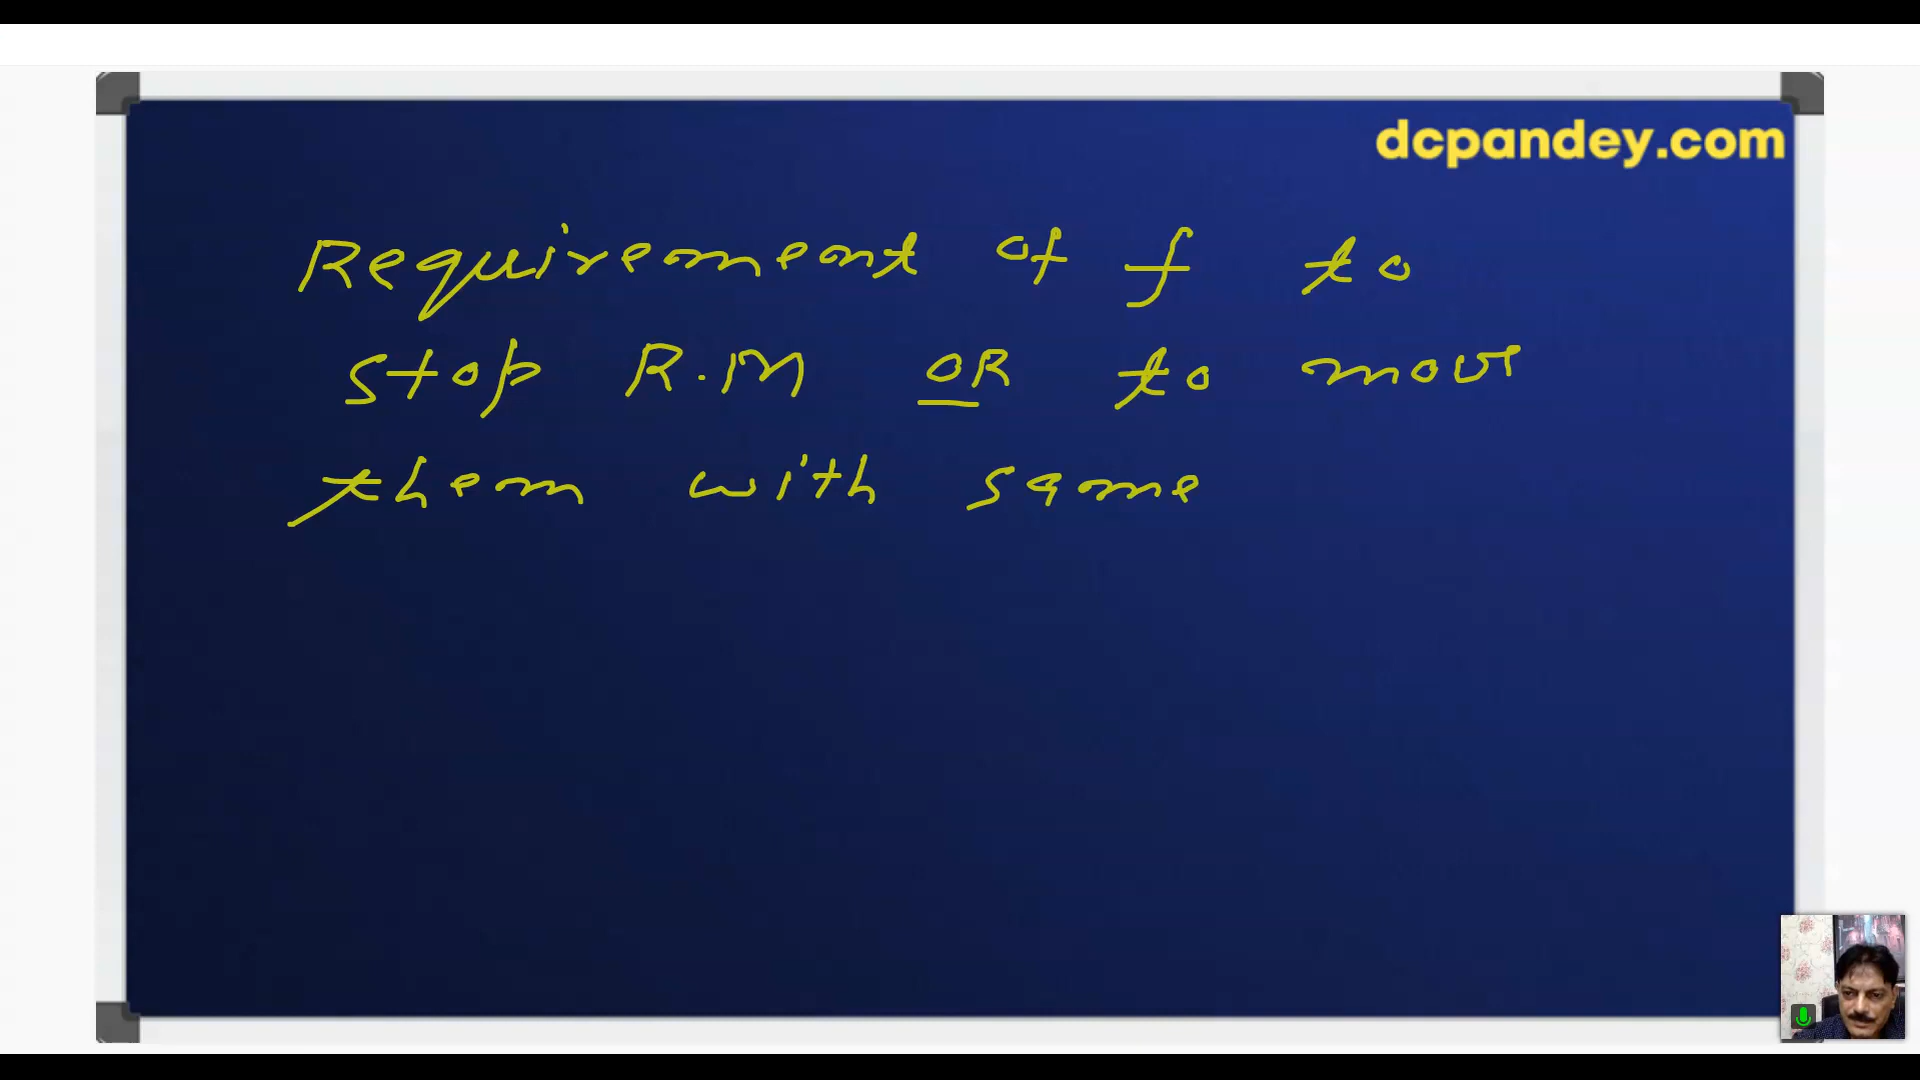 dcpandey.com
Requirement of f to
stop R.M OR to move
them with same